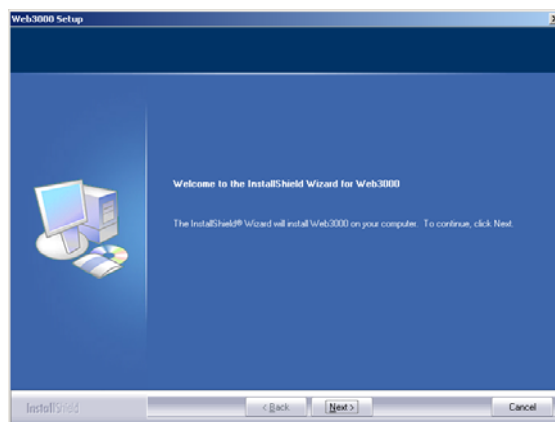 Web3000 Setup
Welcome to the InstallShield Wizard for Web3000
The InstallShield® Wizard will install Web3000 on your computer. To continue, click Next.
InstallShield
< Back
Next >
Cancel